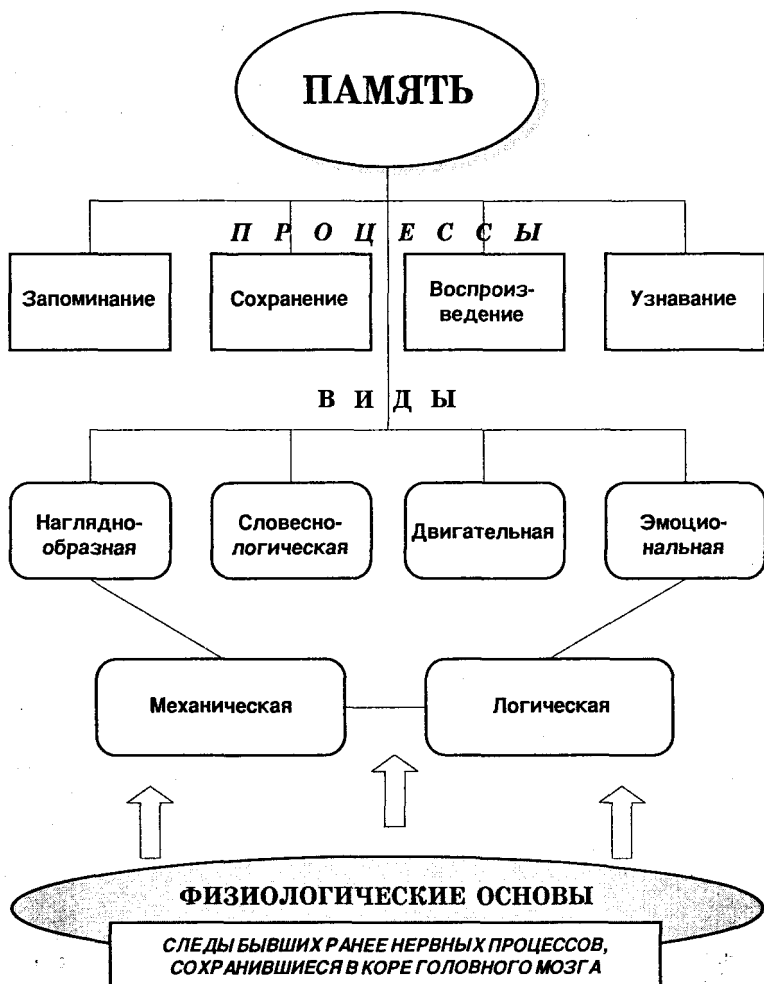 ПАМЯТЬ
П Р О Ц Е С С Ы
Запоминание
Сохранение
Воспроиз-
ведение
Узнавание
В И Д Ы
Наглядно-
образная
Словесно-
логическая
Двигательная
Эмоцио-
нальная
Механическая
Логическая
ФИЗИОЛОГИЧЕСКИЕ ОСНОВЫ
СЛЕДЫ БЫВШИХ РАНЕЕ НЕРВНЫХ ПРОЦЕССОВ,
СОХРАНИВШИЕСЯ В КОРЕ ГОЛОВНОГО МОЗГА